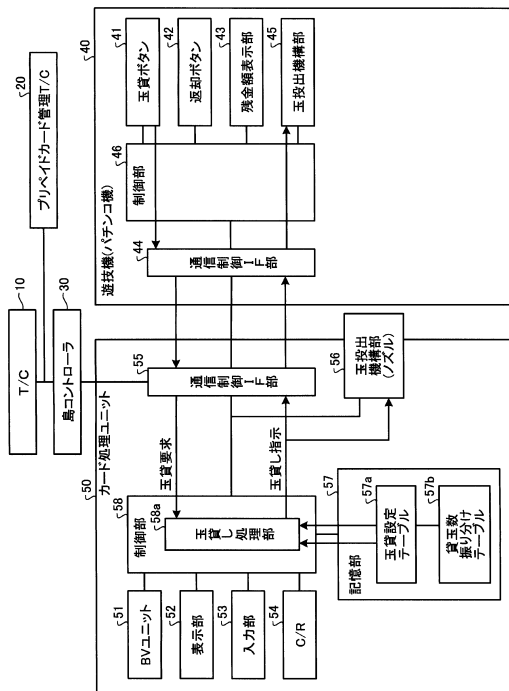 10
T/C
20
プリペイドカード管理T/C
30
島コントローラ
40
遊技機(パチンコ機)
41
玉貸ボタン
42
返却ボタン
43
残金額表示部
45
玉投出機構部
46
制御部
44
通信制御IF部
50
カード処理ユニット
55
通信制御IF部
56
玉投出
機構部
(ノズル)
玉貸要求
玉貸し指示
58
制御部
58a
玉貸し処理部
57
記憶部
57a
玉貸設定
テーブル
57b
貸玉数
振り分け
テーブル
51
BVユニット
52
表示部
53
入力部
54
C/R